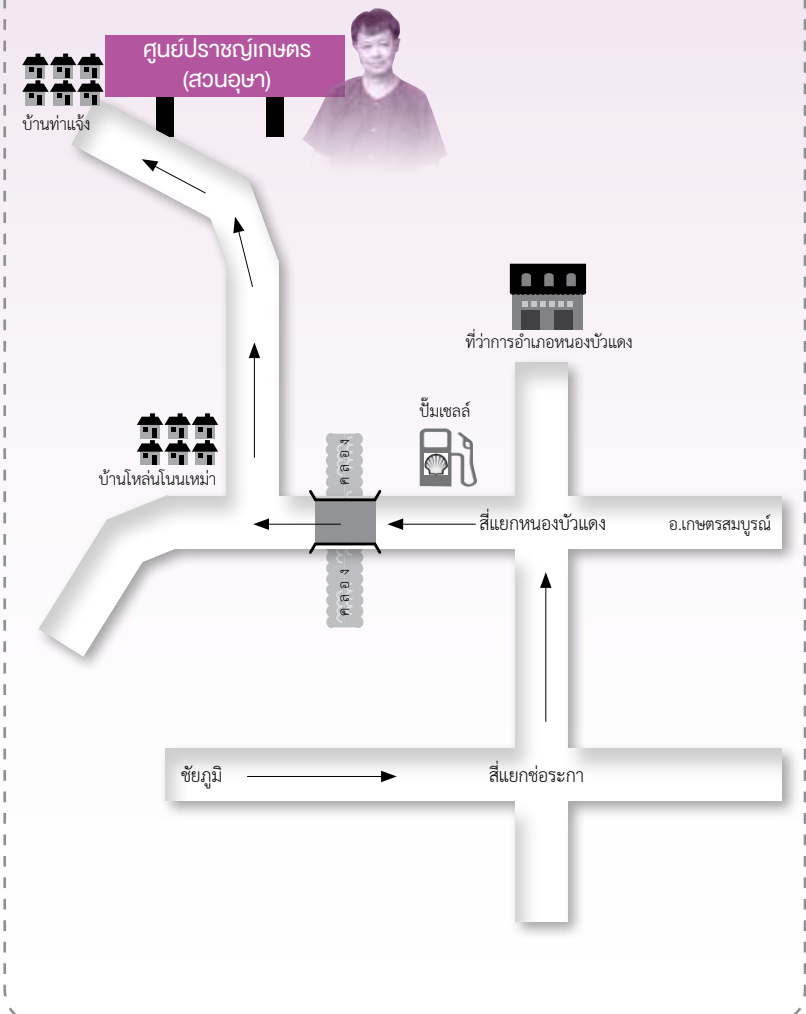 ศูนย์ปราชญ์เกษตร
(สวนอุษา)
บ้านท่าแจ้ง
ที่ว่าการอำเภอหนองบัวแดง
ปั๊มเชลล์
บ้านโหล่นโนนเหม่า
คลอง
สี่แยกหนองบัวแดง
อ.เกษตรสมบูรณ์
คลอง
ชัยภูมิ
สี่แยกช่อระกา